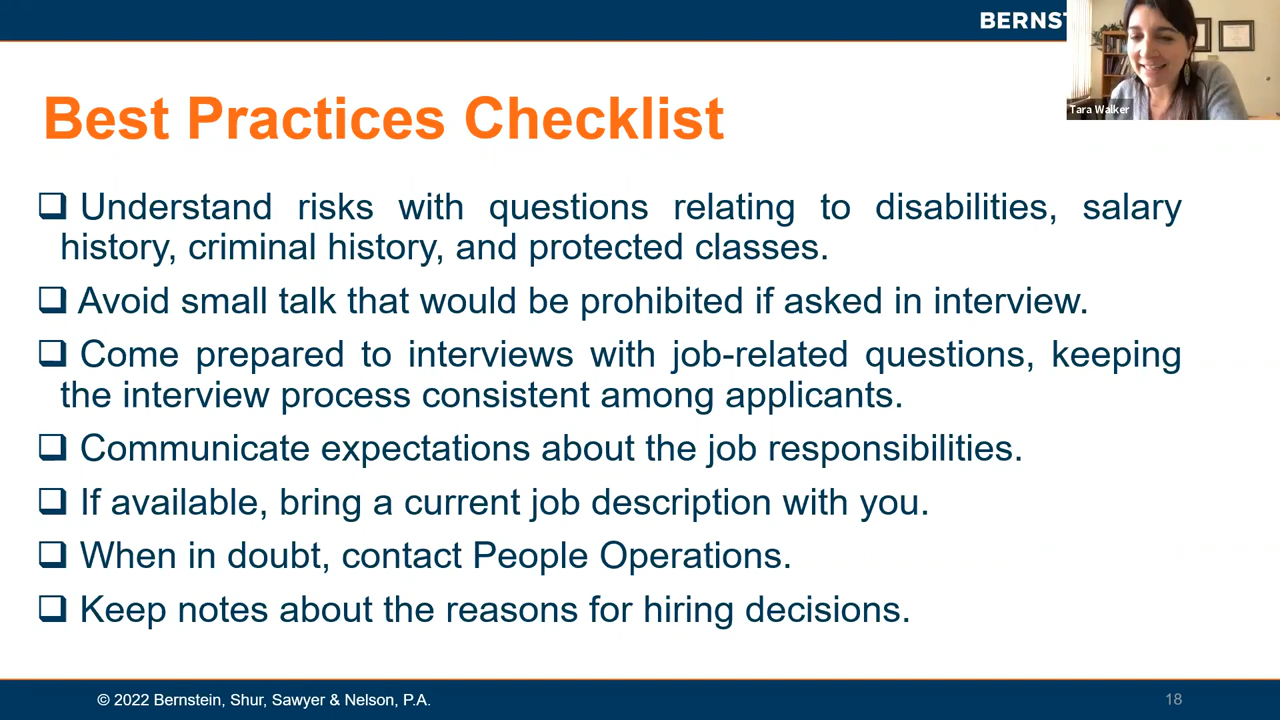 BERNST
Tara Walker
Best Practices Checklist
Understand risks with questions relating to disabilities, salary
history, criminal history, and protected classes.
Avoid small talk that would be prohibited if asked in interview.
Come prepared to interviews with job-related questions, keeping
the interview process consistent among applicants.
Communicate expectations about the job responsibilities.
If available, bring a current job description with you.
When in doubt, contact People Operations.
Keep notes about the reasons for hiring decisions.
© 2022 Bernstein, Shur, Sawyer & Nelson, P.A.
18